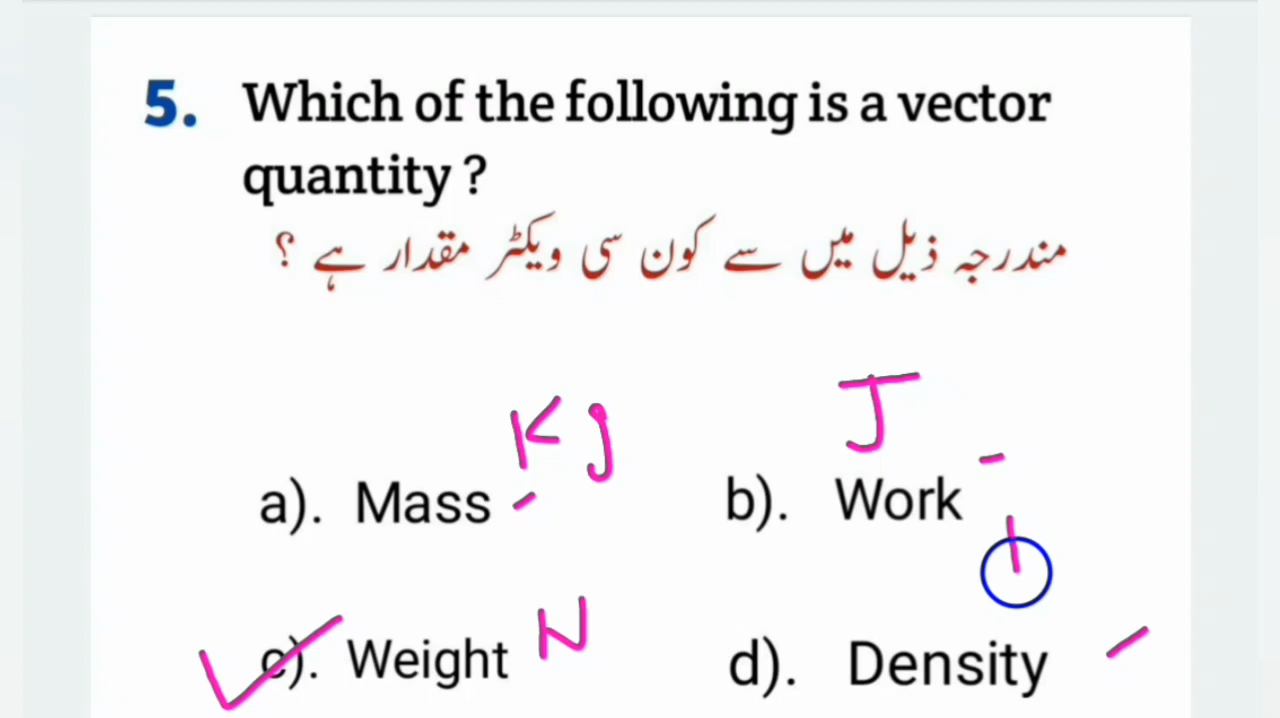 5. Which of the following is a vector
quantity ?
مندرجہ ذیل میں سے کون سی ویکٹر مقدار ہے ؟
Kg
J
a). Mass
b). Work
N
c). Weight
d). Density